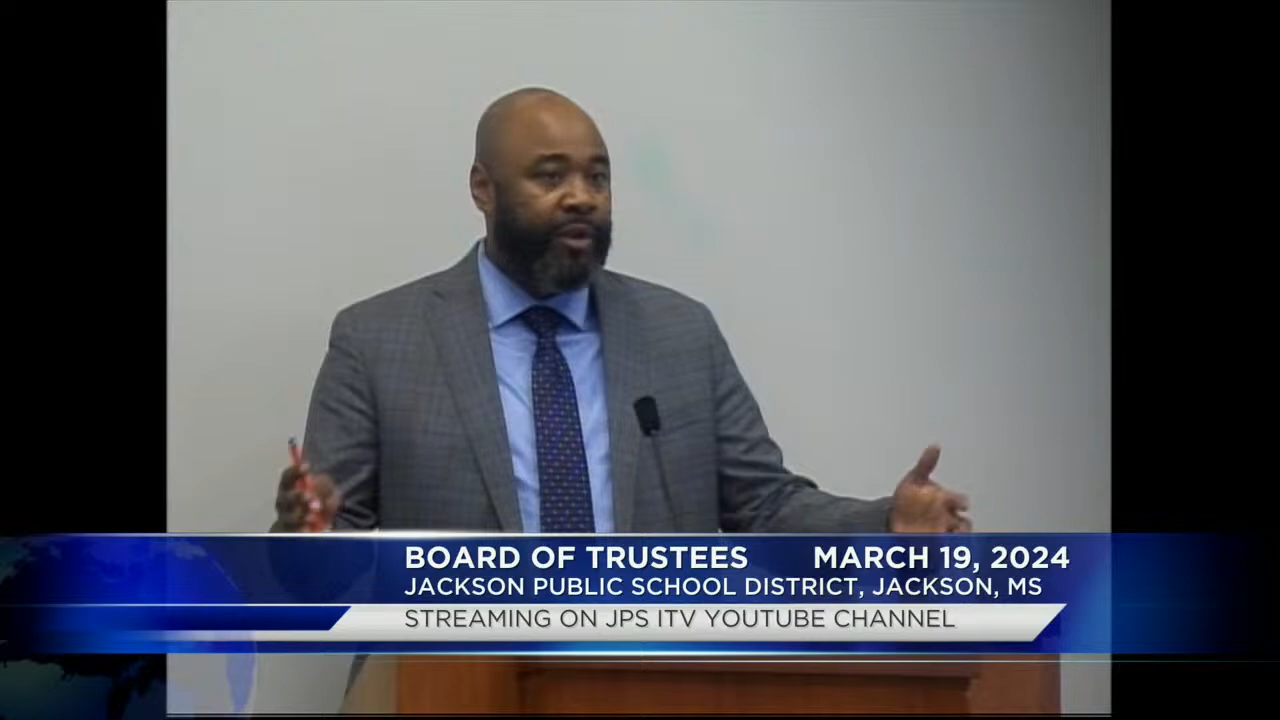 BOARD OF TRUSTEES MARCH 19, 2024
JACKSON PUBLIC SCHOOL DISTRICT, JACKSON, MS
STREAMING ON JPS ITV YOUTUBE CHANNEL